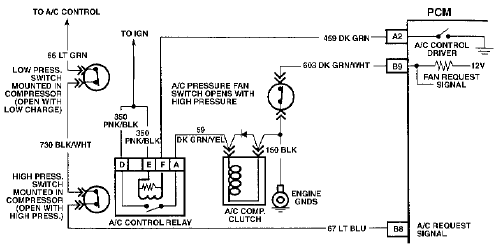 TO A/C CONTROL
TO IGN
PCM
459 DK GRN
A2
A/C CONTROL
DRIVER
55 LT GRN
603 DK GRN/WHT
B9
12V
FAN REQUEST
SIGNAL
LOW PRESS.
SWITCH
MOUNTED IN
COMPRESSOR
(OPEN WITH
LOW CHARGE)
A/C PRESSURE FAN
SWITCH OPENS WITH
HIGH PRESSURE
350
PNK/BLK
350
PNK/BLK
59
DK GRN/YEL
730 BLK/WHT
150 BLK
D
E
F
A
HIGH PRESS.
SWITCH
MOUNTED IN
COMPRESSOR
(OPEN WITH
HIGH PRESS.)
A/C CONTROL RELAY
A/C COMP.
CLUTCH
ENGINE
GNDS
67 LT BLU
B8
A/C REQUEST
SIGNAL